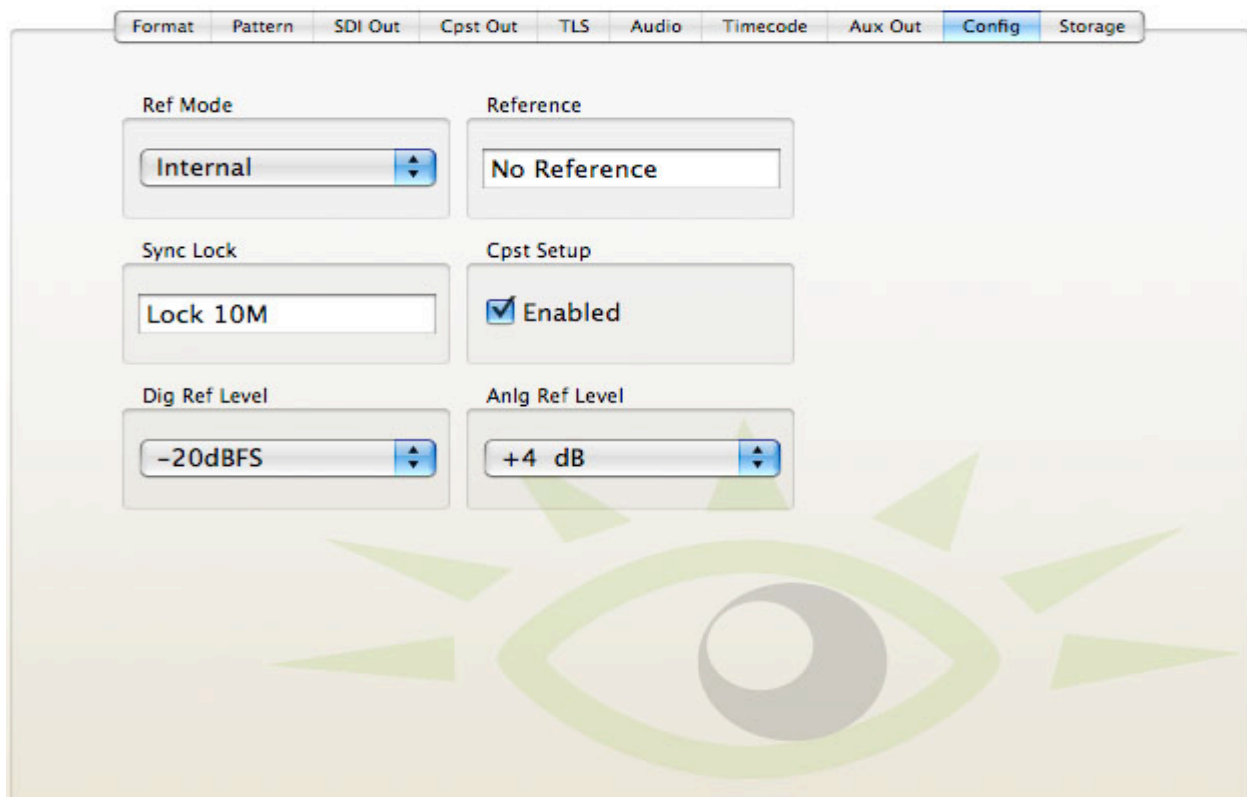 Format Pattern SDI Out Cpst Out TLS Audio Timecode Aux Out Config Storage
Ref Mode Reference
Internal No Reference
Sync Lock Cpst Setup
Lock 10M Enabled
Dig Ref Level Anlg Ref Level
-20dBFS +4 dB